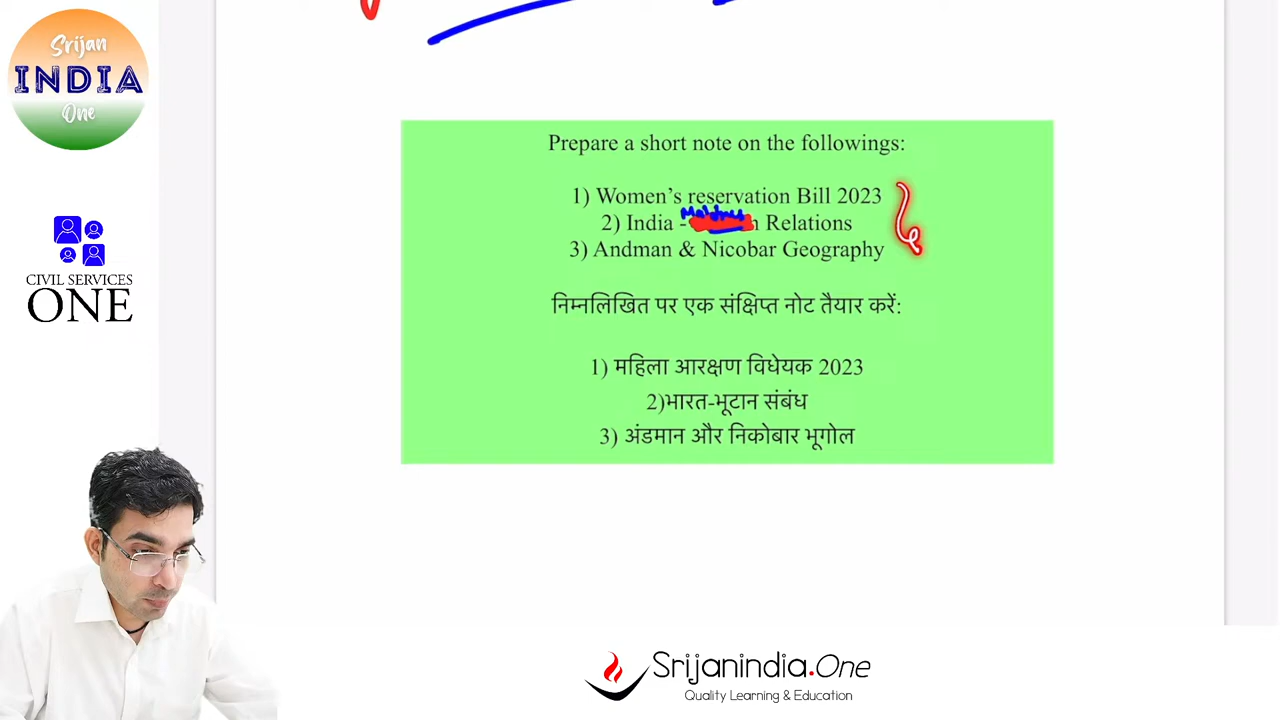 Srijan
INDIA
One
CIVIL SERVICES
ONE
Prepare a short note on the followings:
1) Women’s reservation Bill 2023
2) India - n Relations
3) Andman & Nicobar Geography
निम्नलिखित पर एक संक्षिप्त नोट तैयार करें:
1) महिला आरक्षण विधेयक 2023
2)भारत-भूटान संबंध
3) अंडमान और निकोबार भूगोल
Srijanindia.One
Quality Learning & Education